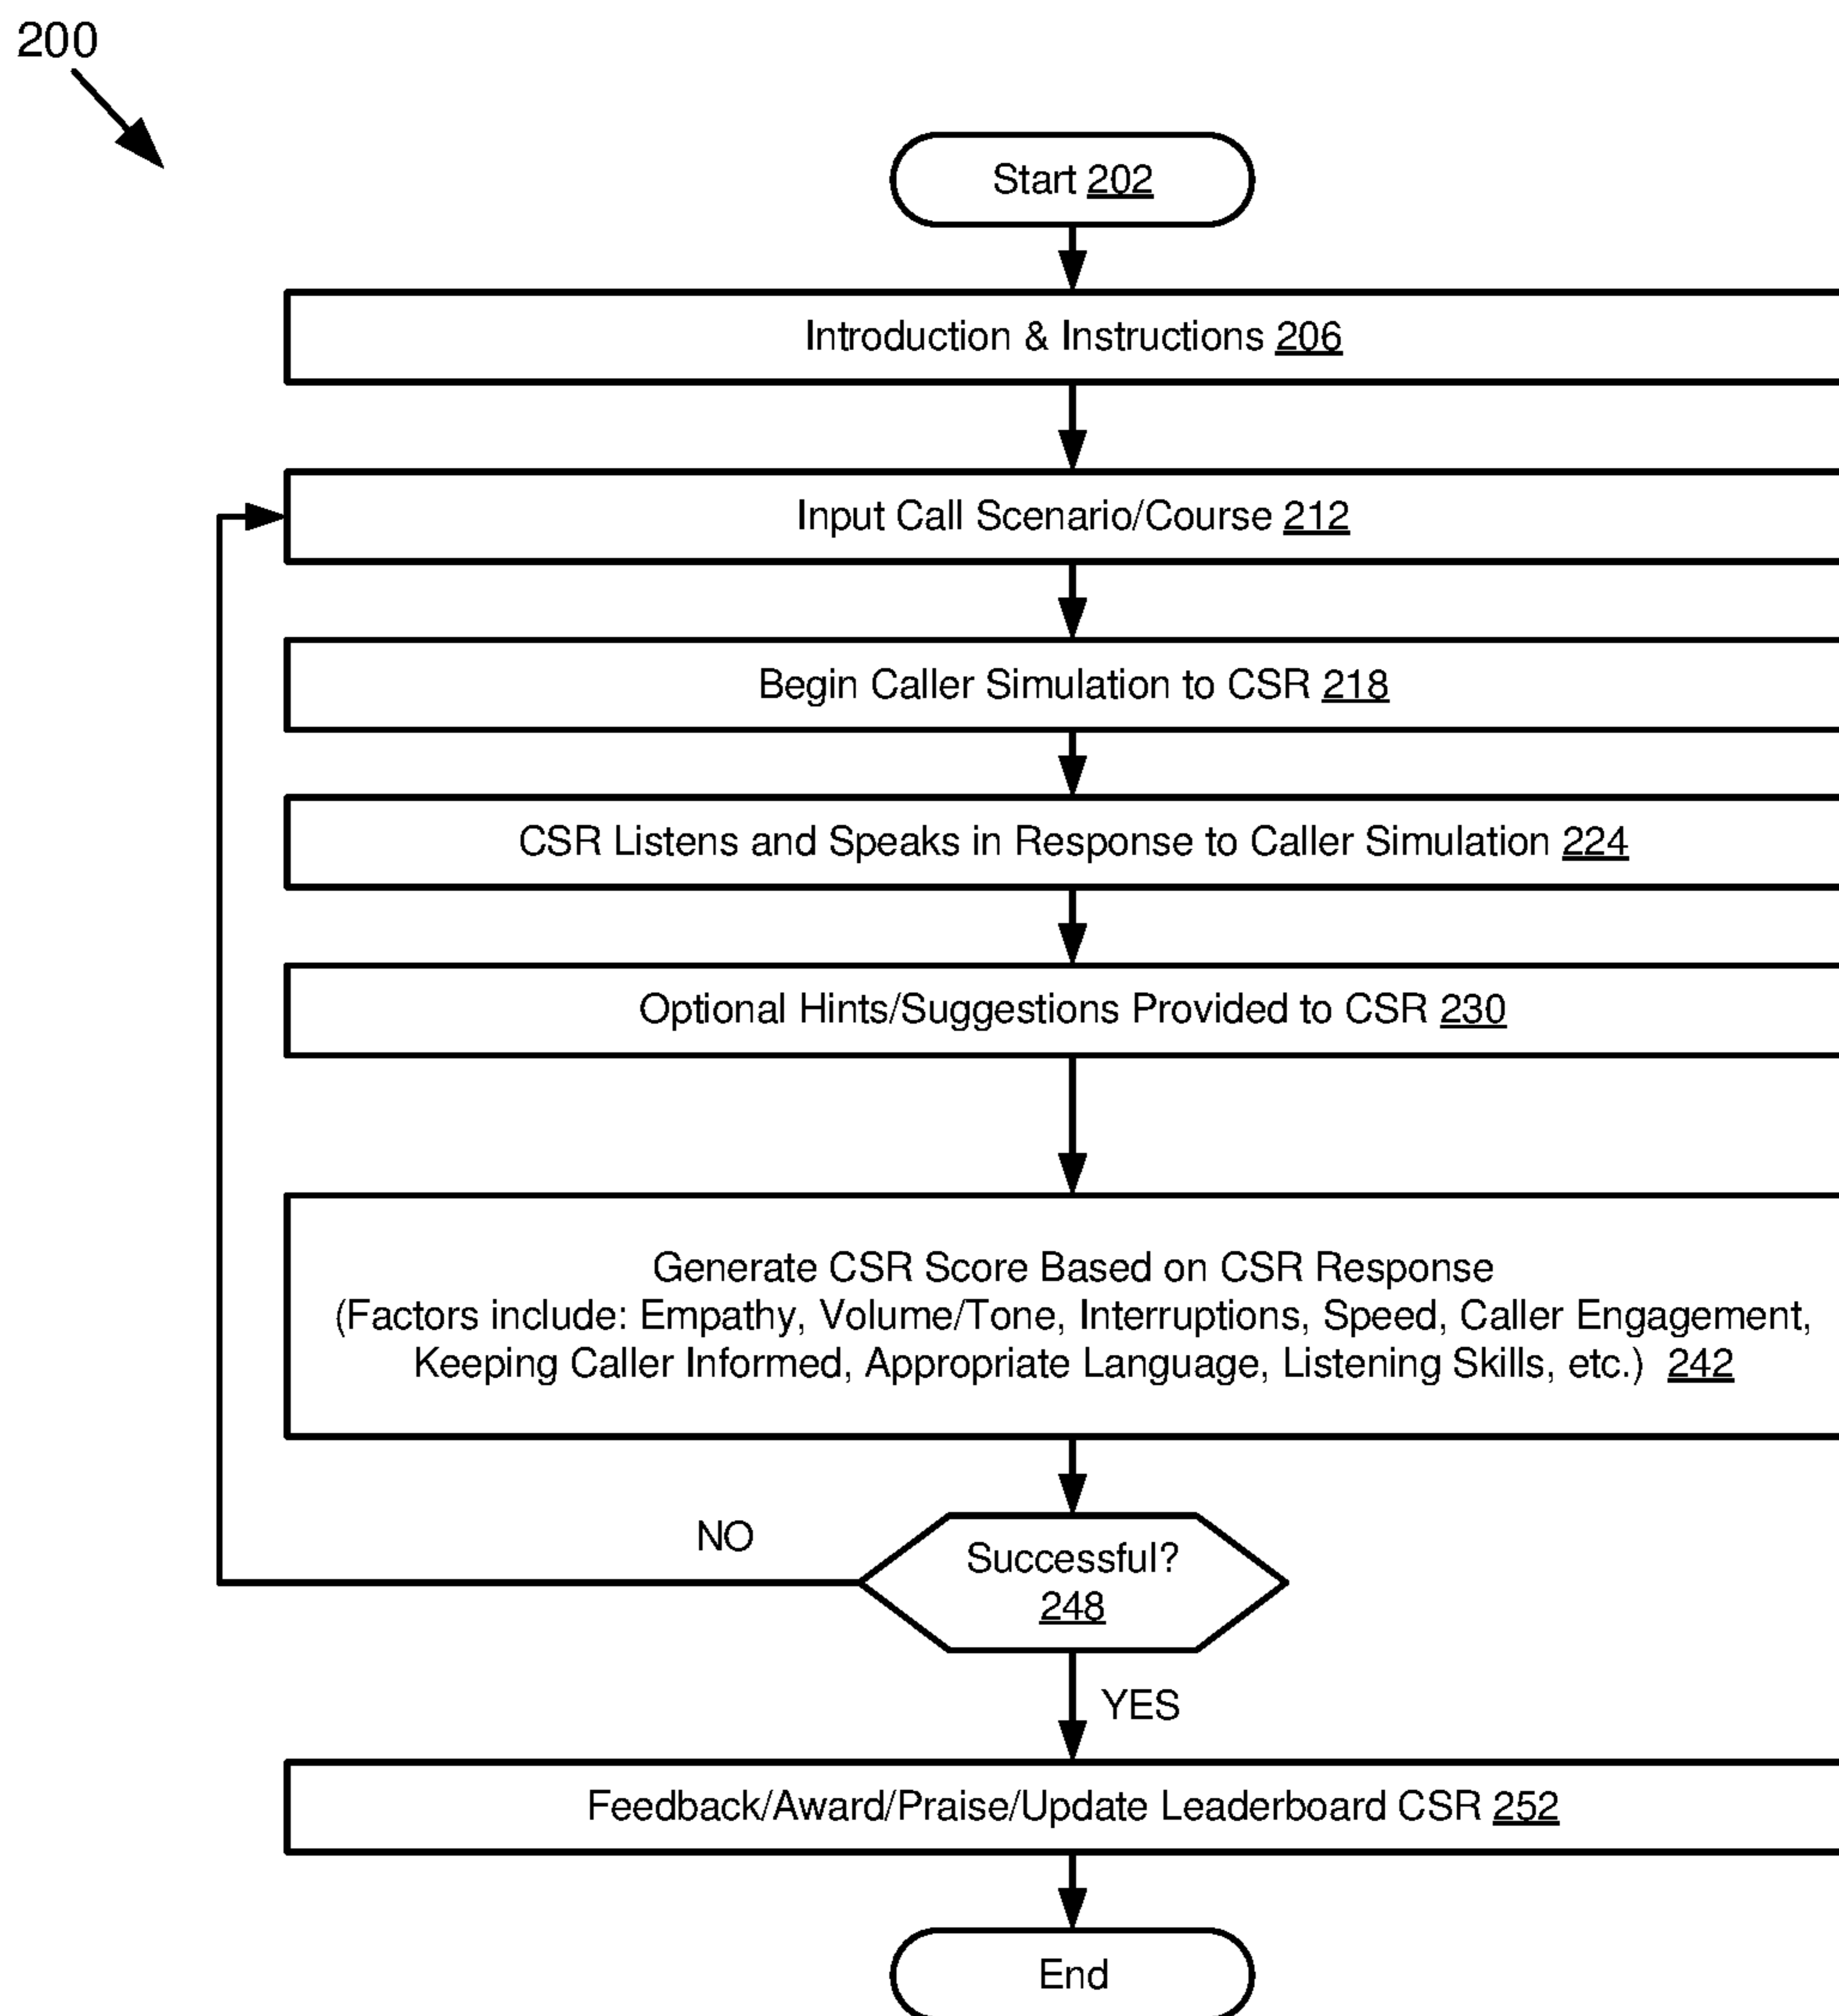 200
Start 202
Introduction & Instructions 206
Input Call Scenario/Course 212
Begin Caller Simulation to CSR 218
CSR Listens and Speaks in Response to Caller Simulation 224
Optional Hints/Suggestions Provided to CSR 230
Generate CSR Score Based on CSR Response
(Factors include: Empathy, Volume/Tone, Interruptions, Speed, Caller Engagement,
Keeping Caller Informed, Appropriate Language, Listening Skills, etc.) 242
NO
Successful?
248
YES
Feedback/Award/Praise/Update Leaderboard CSR 252
End